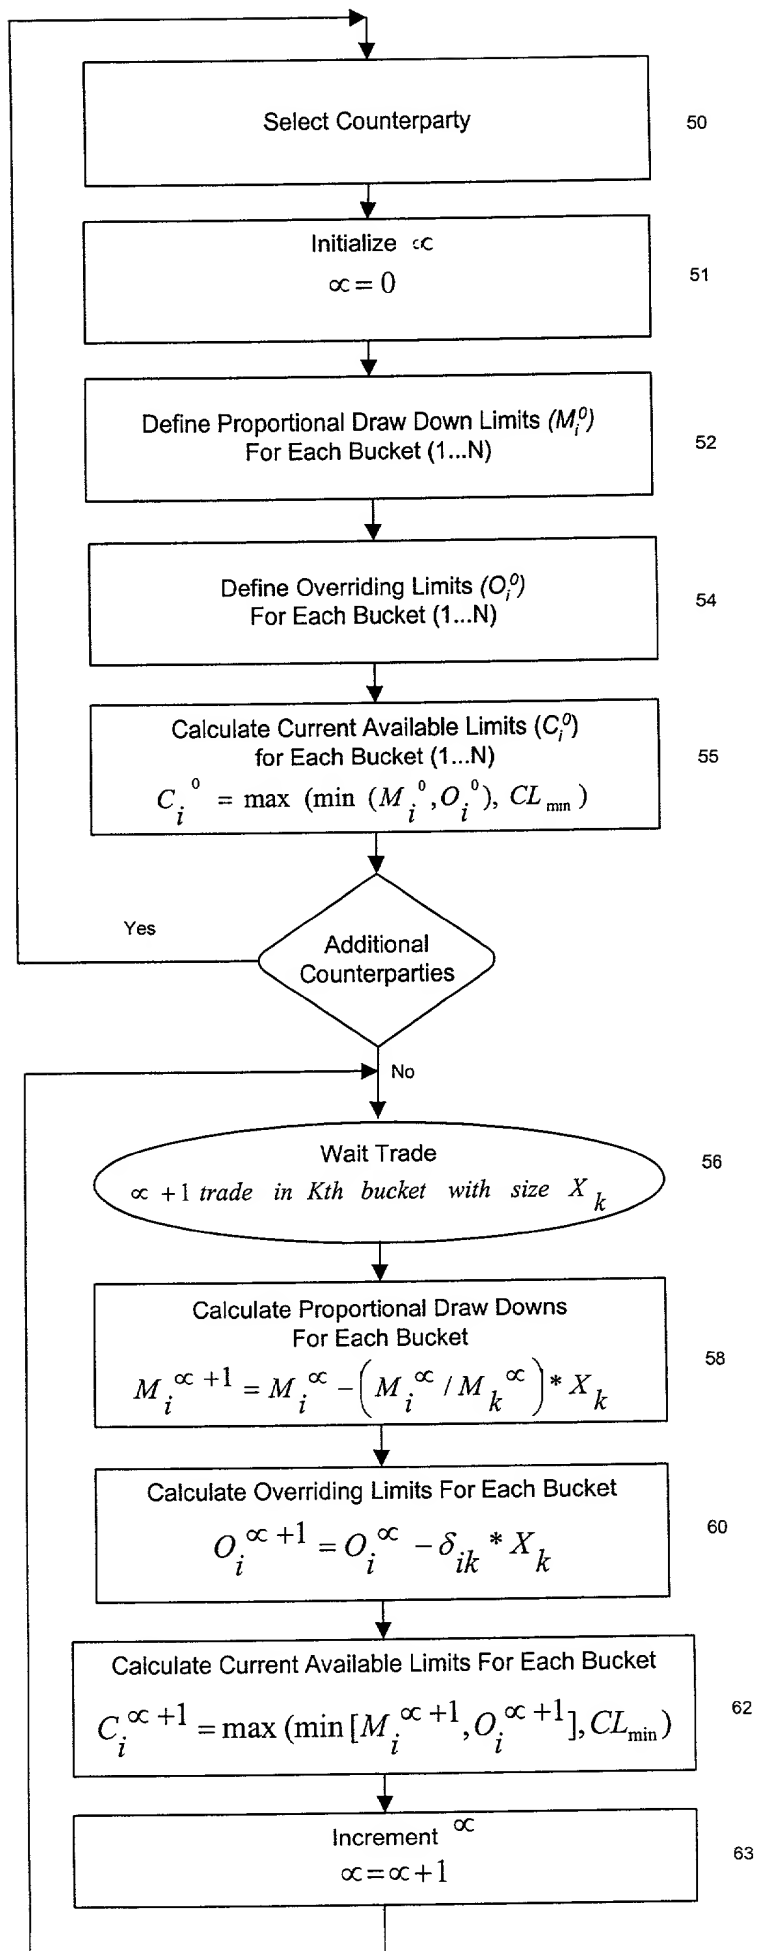 Select Counterparty
50
Initialize ∝
∝ = 0
51
Define Proportional Draw Down Limits (M_i^0)
For Each Bucket (1...N)
52
Define Overriding Limits (O_i^0)
For Each Bucket (1...N)
54
Calculate Current Available Limits (C_i^0)
for Each Bucket (1...N)
C_i^0 = max (min (M_i^0, O_i^0), CL_min)
55
Yes
Additional
Counterparties
No
Wait Trade
∝ +1 trade in Kth bucket with size X_k
56
Calculate Proportional Draw Downs
For Each Bucket
M_i^{∝+1} = M_i^∝ − (M_i^∝ / M_k^∝) * X_k
58
Calculate Overriding Limits For Each Bucket
O_i^{∝+1} = O_i^∝ − δ_ik * X_k
60
Calculate Current Available Limits For Each Bucket
C_i^{∝+1} = max (min [M_i^{∝+1}, O_i^{∝+1}], CL_min)
62
Increment ∝
∝=∝+1
63